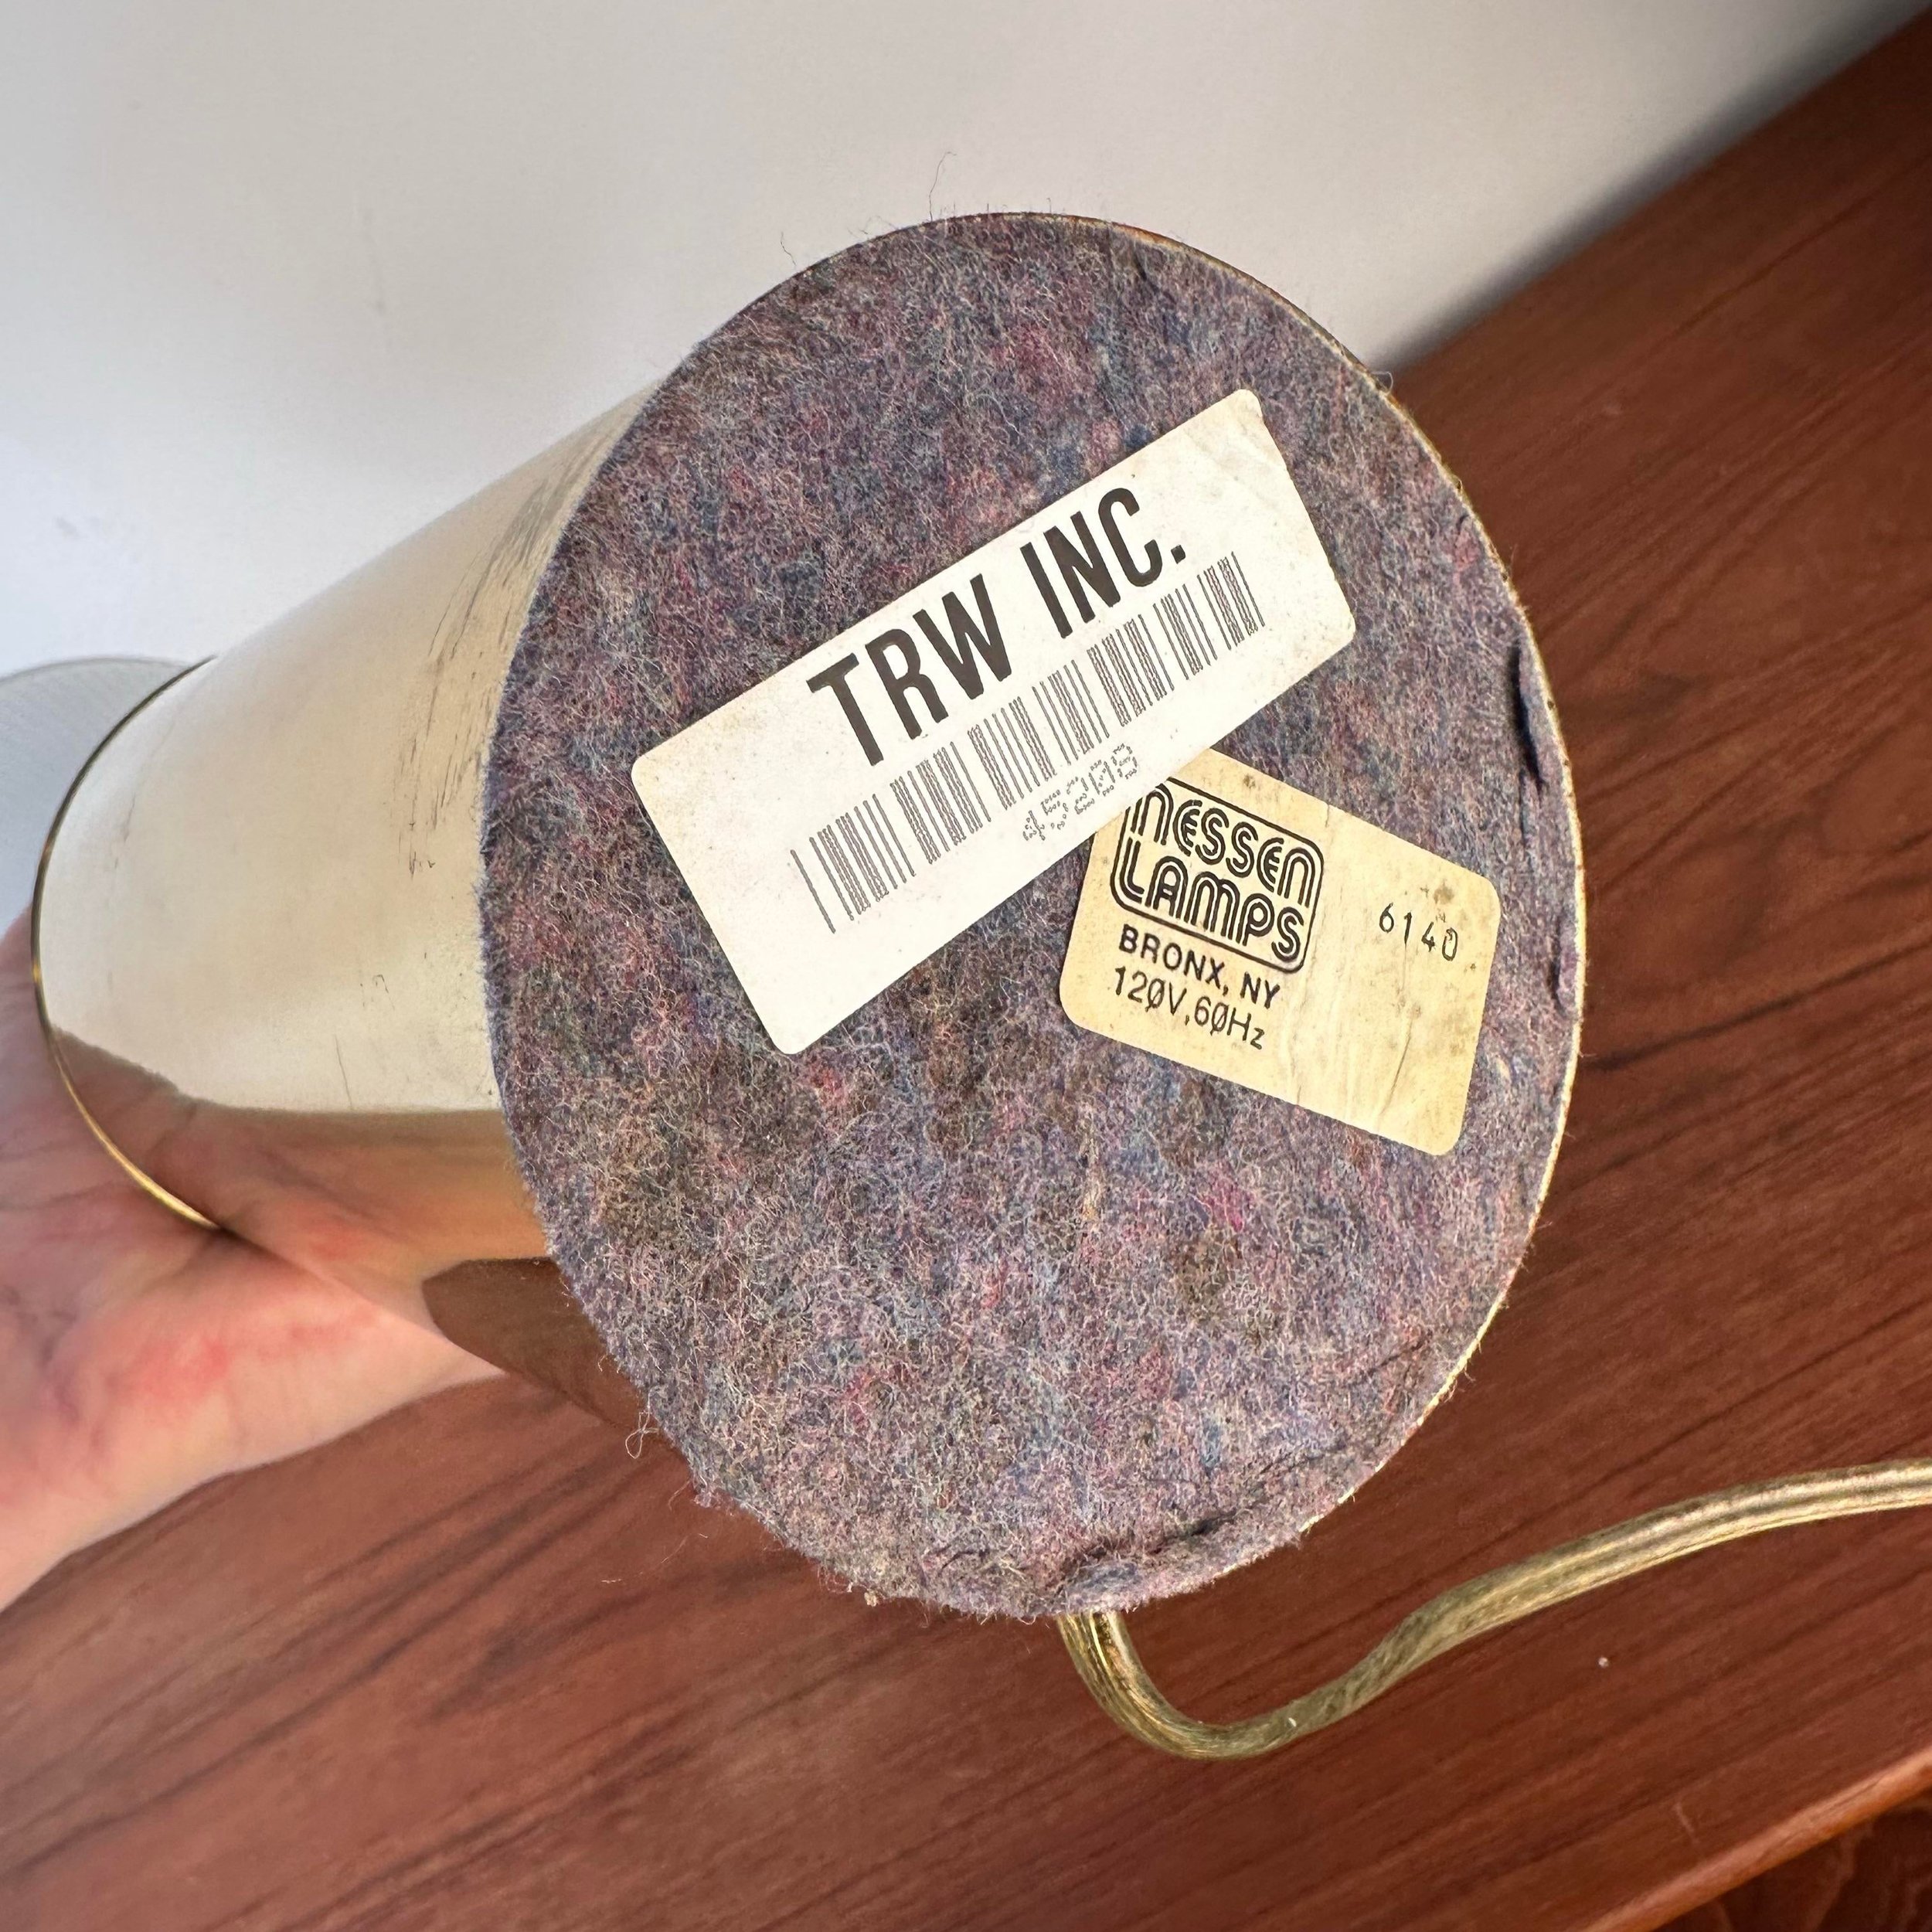 TRW INC.
NESSEN
LAMPS
6140
BRONX, NY
120V,60Hz